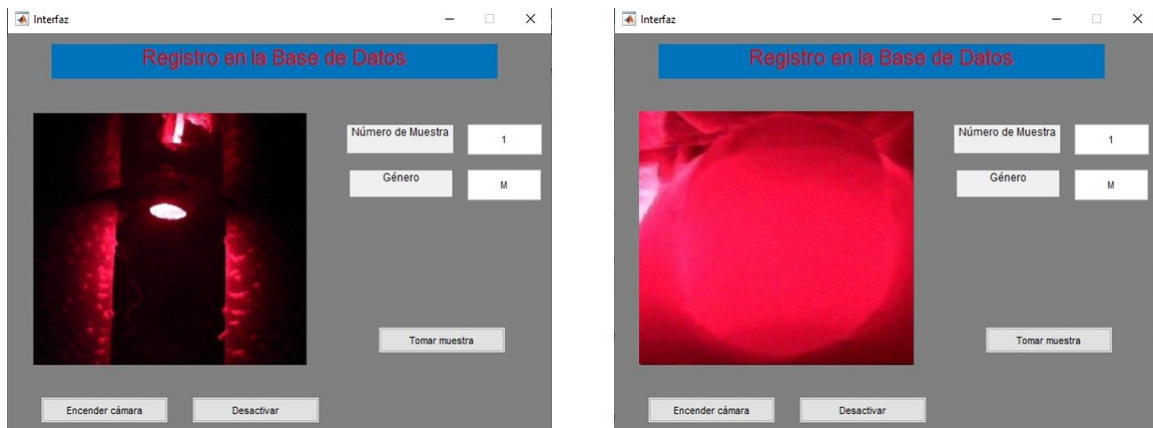 Interfaz
Registro en la Base de Datos
Número de Muestra
1
Género
M
Tomar muestra
Encender cámara
Desactivar
Interfaz
Registro en la Base de Datos
Número de Muestra
1
Género
M
Tomar muestra
Encender cámara
Desactivar